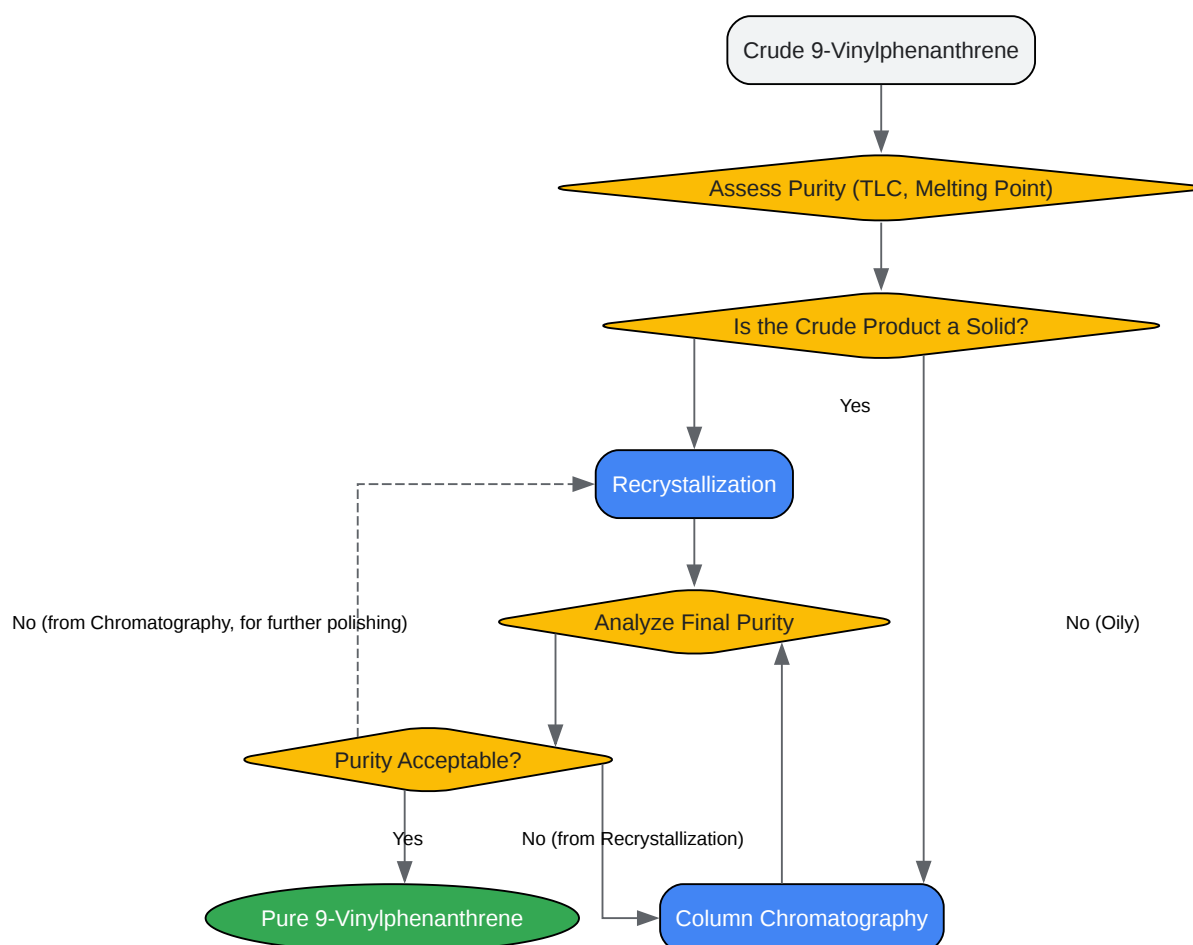 Crude 9-Vinylphenanthrene
Assess Purity (TLC, Melting Point)
Is the Crude Product a Solid?
Yes
Recrystallization
No (from Chromatography, for further polishing)
Analyze Final Purity
No (Oily)
Purity Acceptable?
Yes
No (from Recrystallization)
Pure 9-Vinylphenanthrene
Column Chromatography